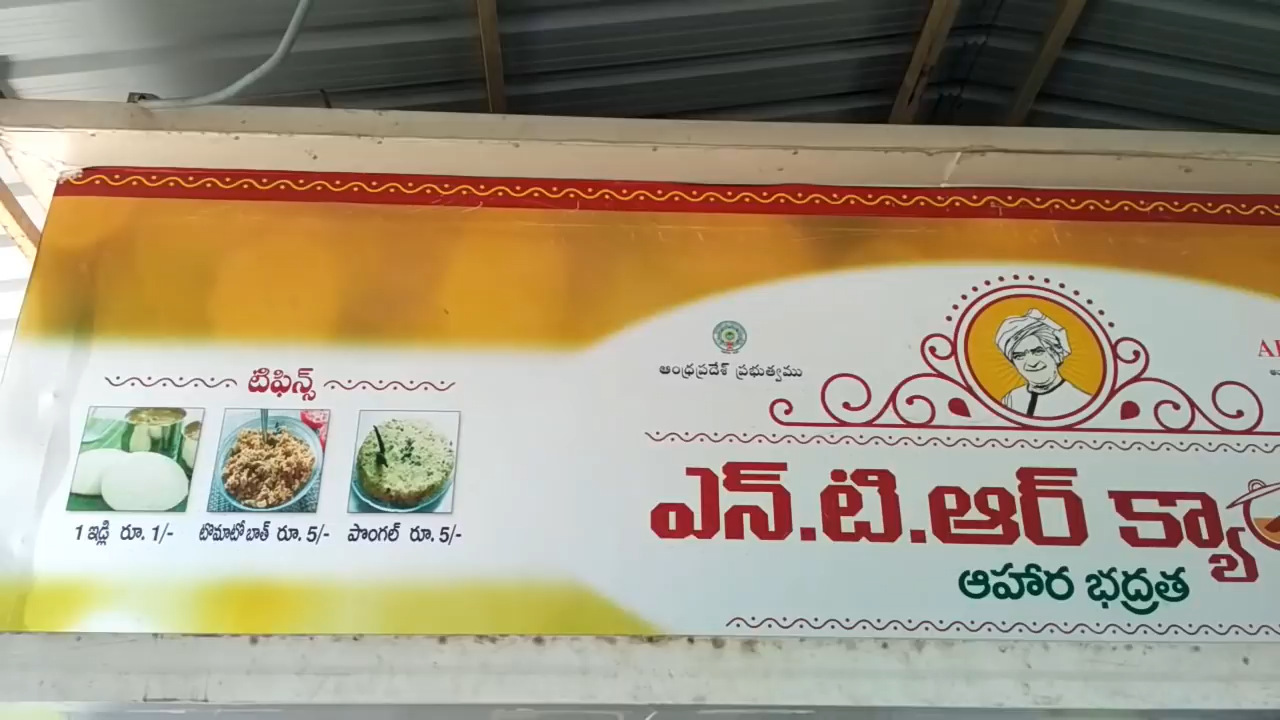 ఆంధ్రప్రదేశ్ ప్రభుత్వము
టిఫిన్స్
1 ఇడ్లి రూ. 1/-
టొమాటో బాత్ రూ. 5/-
పొంగల్ రూ. 5/-
ఎన్.టి.ఆర్ క్యా
ఆహార భద్రత